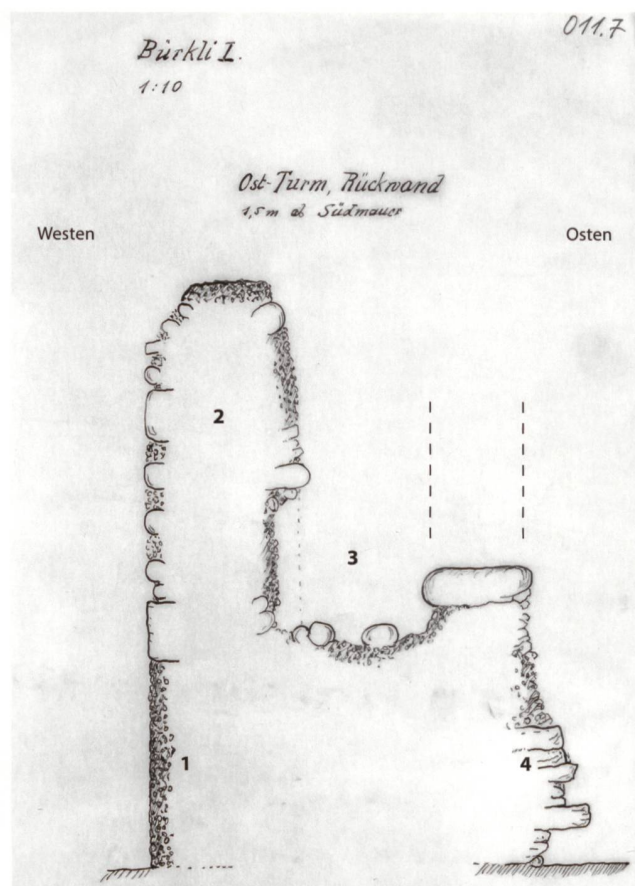 011.7
Bürkli I.
1:10
Ost-Turm, Rückwand
1,5 m ab Südmauer
Westen
Osten
2
3
1
4